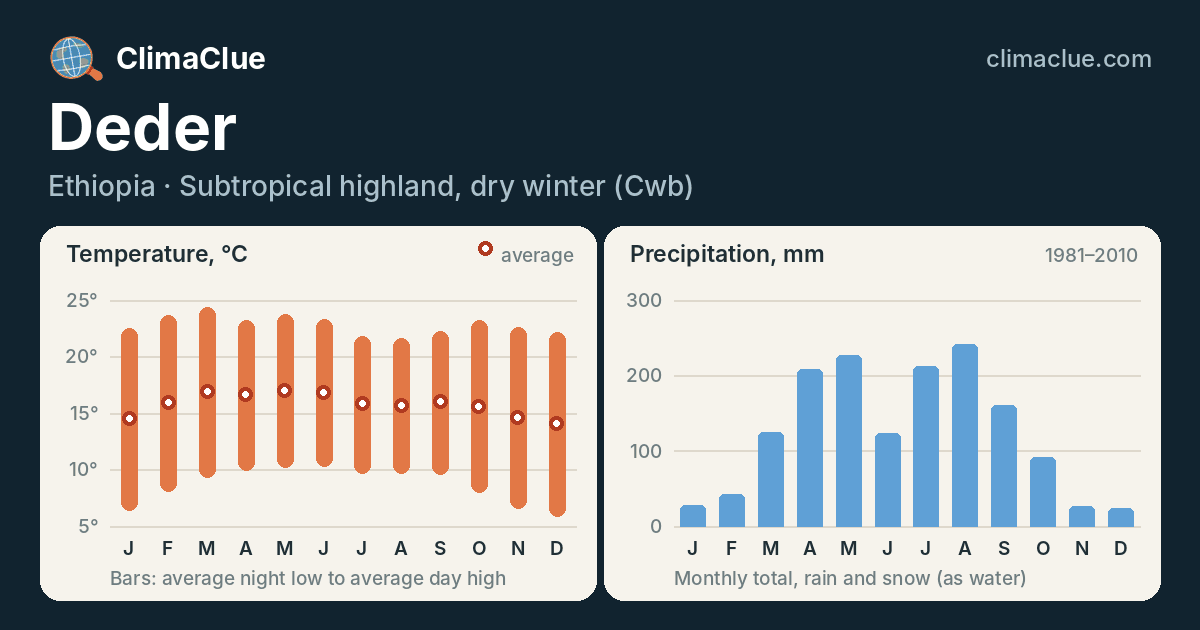 ClimaClue
climaclue.com
Deder
Ethiopia · Subtropical highland, dry winter (Cwb)
Temperature, °C
average
25°
20°
15°
10°
5°
J F M A M J J A S O N D
Bars: average night low to average day high
Precipitation, mm
1981–2010
300
200
100
0
J F M A M J J A S O N D
Monthly total, rain and snow (as water)